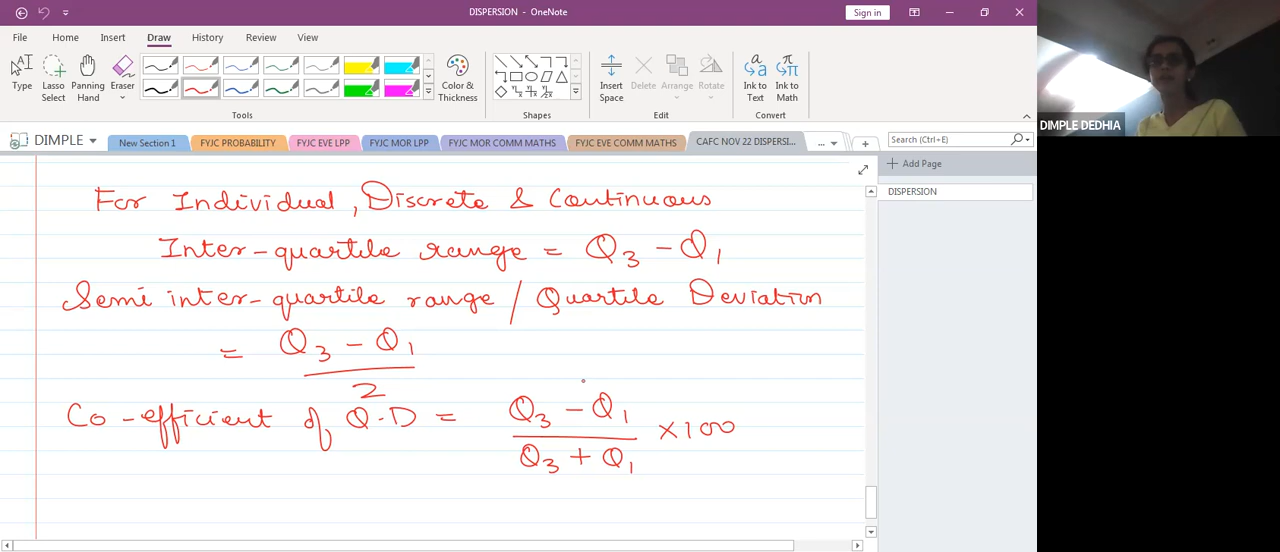 DISPERSION - OneNote
Sign in
File Home Insert Draw History Review View
Type Lasso Select Panning Hand Eraser Color & Thickness Insert Space Delete Arrange Rotate Ink to Text Ink to Math
Tools Shapes Edit Convert
DIMPLE New Section 1 FYJC PROBABILITY FYJC EVE LPP FYJC MOR LPP FYJC MOR COMM MATHS FYJC EVE COMM MATHS CAFC NOV 22 DISPERSI... ... Search (Ctrl+E)
DIMPLE DEDHIA
Add Page
DISPERSION
For Individual, Discrete & Continuous
Inter-quartile range = Q3 - Q1
Semi inter-quartile range / Quartile Deviation
= Q3 - Q1
2
Co-efficient of Q.D = Q3 - Q1 ×100
Q3 + Q1